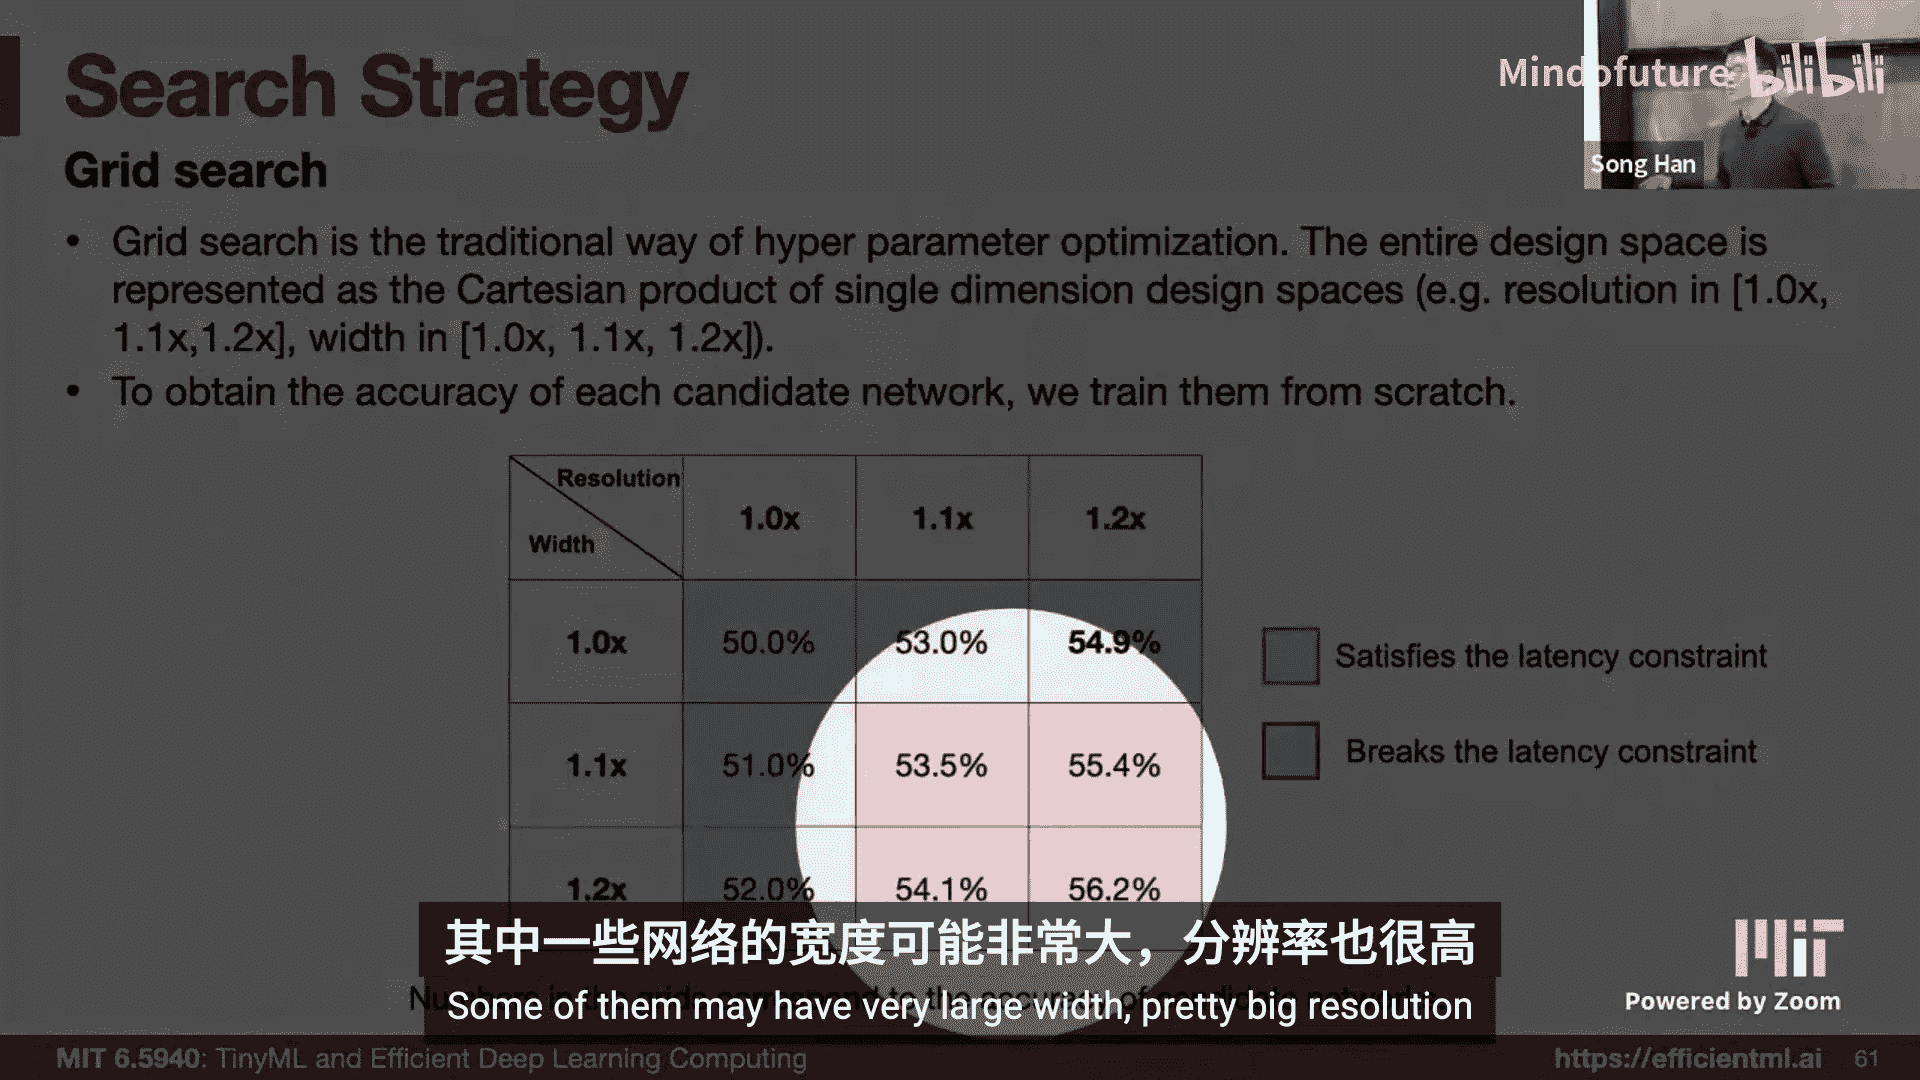 Search Strategy
Mindofuture bilibili
Song Han
Grid search
• Grid search is the traditional way of hyper parameter optimization. The entire design space is
represented as the Cartesian product of single dimension design spaces (e.g. resolution in [1.0x,
1.1x,1.2x], width in [1.0x, 1.1x, 1.2x]).
• To obtain the accuracy of each candidate network, we train them from scratch.
Resolution
Width
1.0x 1.1x 1.2x
1.0x 50.0% 53.0% 54.9%
1.1x 51.0% 53.5% 55.4%
1.2x 52.0% 54.1% 56.2%
Satisfies the latency constraint
Breaks the latency constraint
其中一些网络的宽度可能非常大，分辨率也很高
Some of them may have very large width, pretty big resolution
MIT
Powered by Zoom
MIT 6.5940: TinyML and Efficient Deep Learning Computing
https://efficientml.ai 61